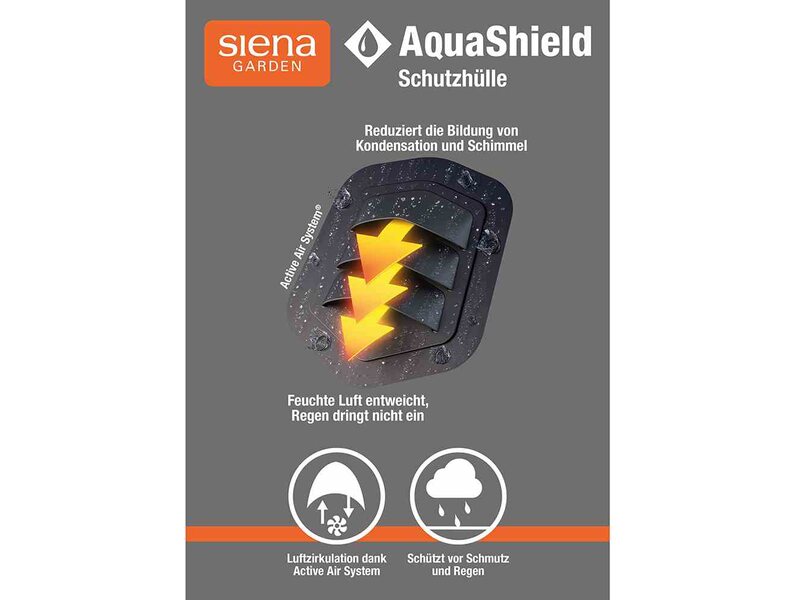 siena
GARDEN
AquaShield
Schutzhülle
Reduziert die Bildung von
Kondensation und Schimmel
Active Air System®
Feuchte Luft entweicht,
Regen dringt nicht ein
Luftzirkulation dank
Active Air System
Schützt vor Schmutz
und Regen